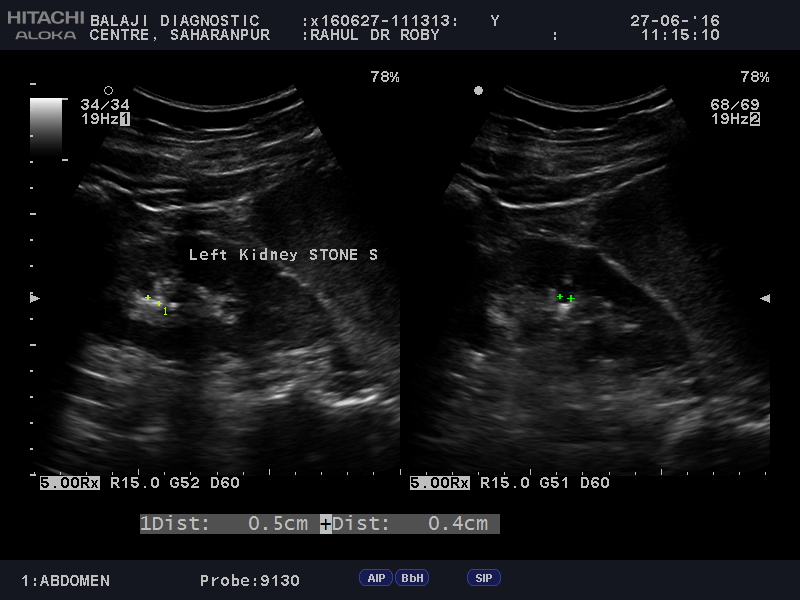 HITACHI BALAJI DIAGNOSTIC :x160627-111313: Y 27-06-'16
ALOKA CENTRE, SAHARANPUR :RAHUL DR ROBY : 11:15:10
78% 78%
34/34 68/69
19Hz1 19Hz2
Left Kidney STONE S
1
5.00Rx R15.0 G52 D60 5.00Rx R15.0 G51 D60
1Dist: 0.5cm +Dist: 0.4cm
1:ABDOMEN Probe:9130 AIP BbH SIP